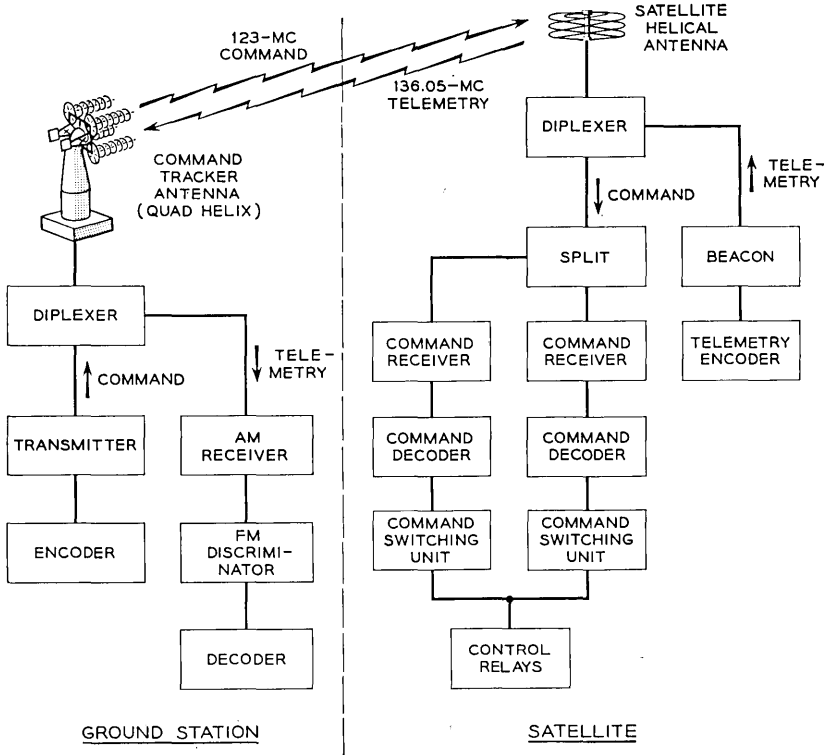 123-MC
COMMAND
136.05-MC
TELEMETRY
SATELLITE
HELICAL
ANTENNA
COMMAND
TRACKER
ANTENNA
(QUAD HELIX)
DIPLEXER
COMMAND
TELE-
METRY
TRANSMITTER
AM
RECEIVER
ENCODER
FM
DISCRIMI-
NATOR
DECODER
GROUND STATION
DIPLEXER
COMMAND
TELE-
METRY
SPLIT
BEACON
COMMAND
RECEIVER
COMMAND
RECEIVER
TELEMETRY
ENCODER
COMMAND
DECODER
COMMAND
DECODER
COMMAND
SWITCHING
UNIT
COMMAND
SWITCHING
UNIT
CONTROL
RELAYS
SATELLITE